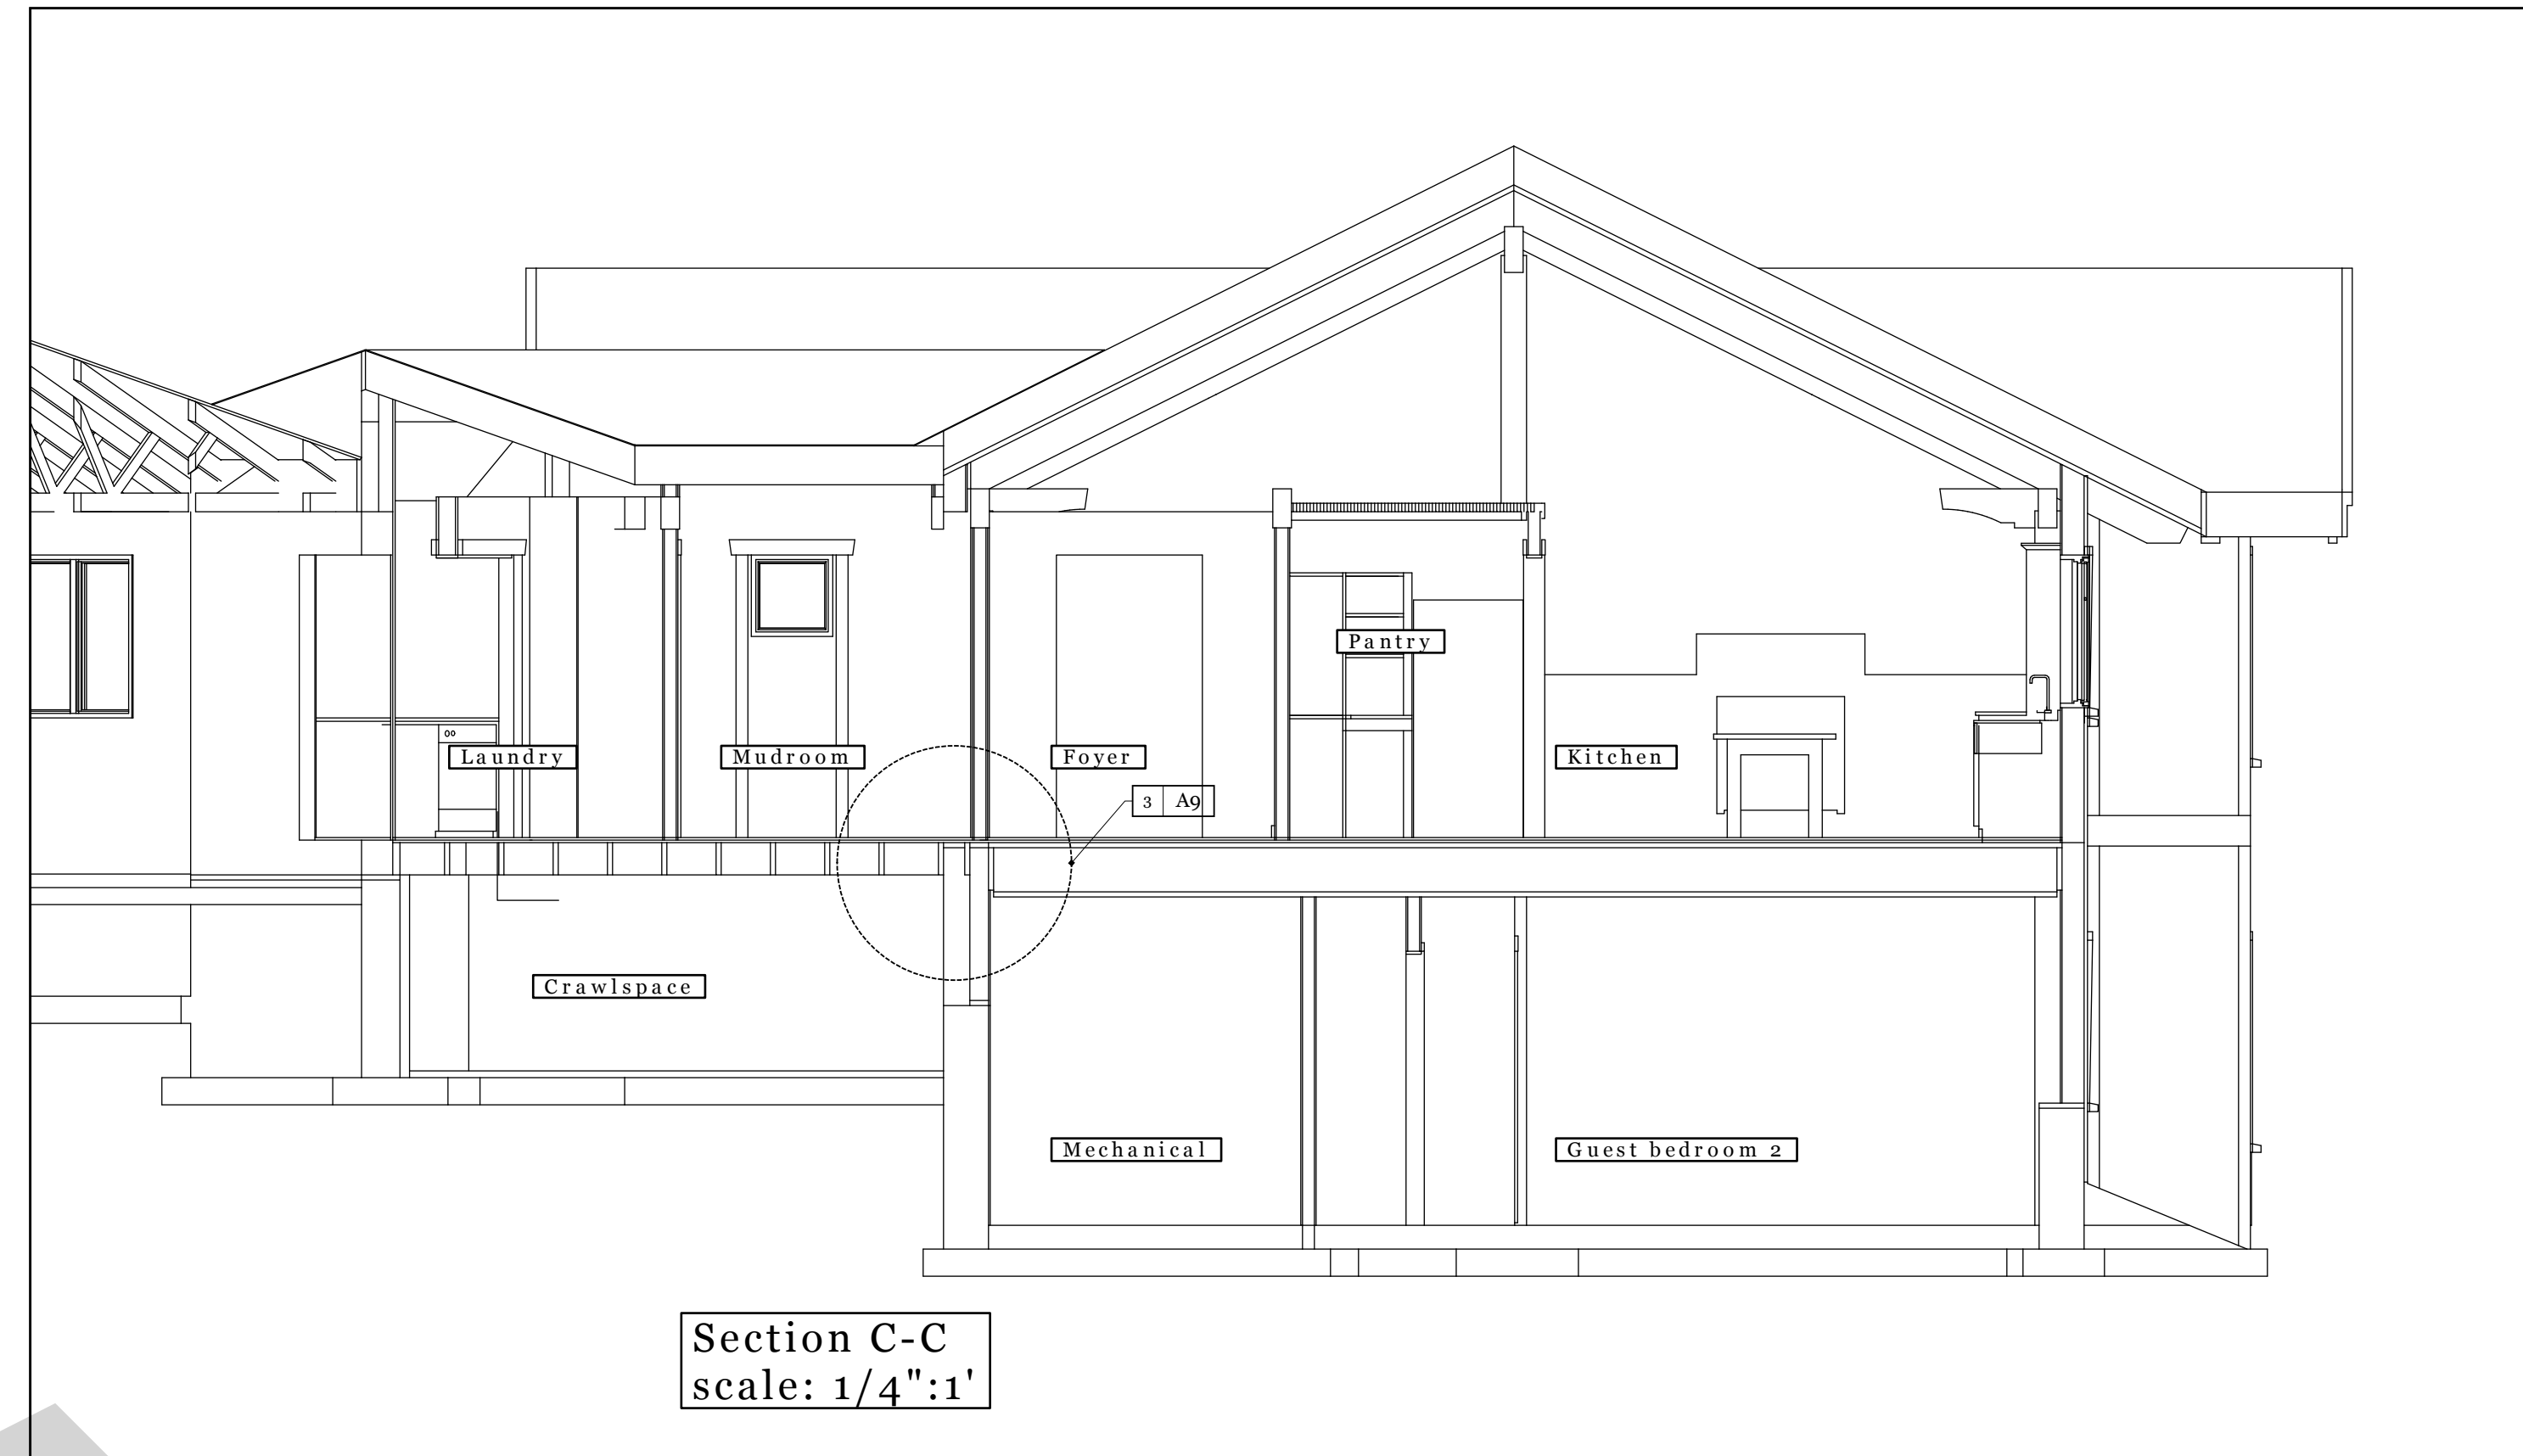 Pantry
Laundry
Mudroom
Foyer
Kitchen
3 A9
Crawlspace
Mechanical
Guest bedroom 2
Section C-C
scale: 1/4":1'